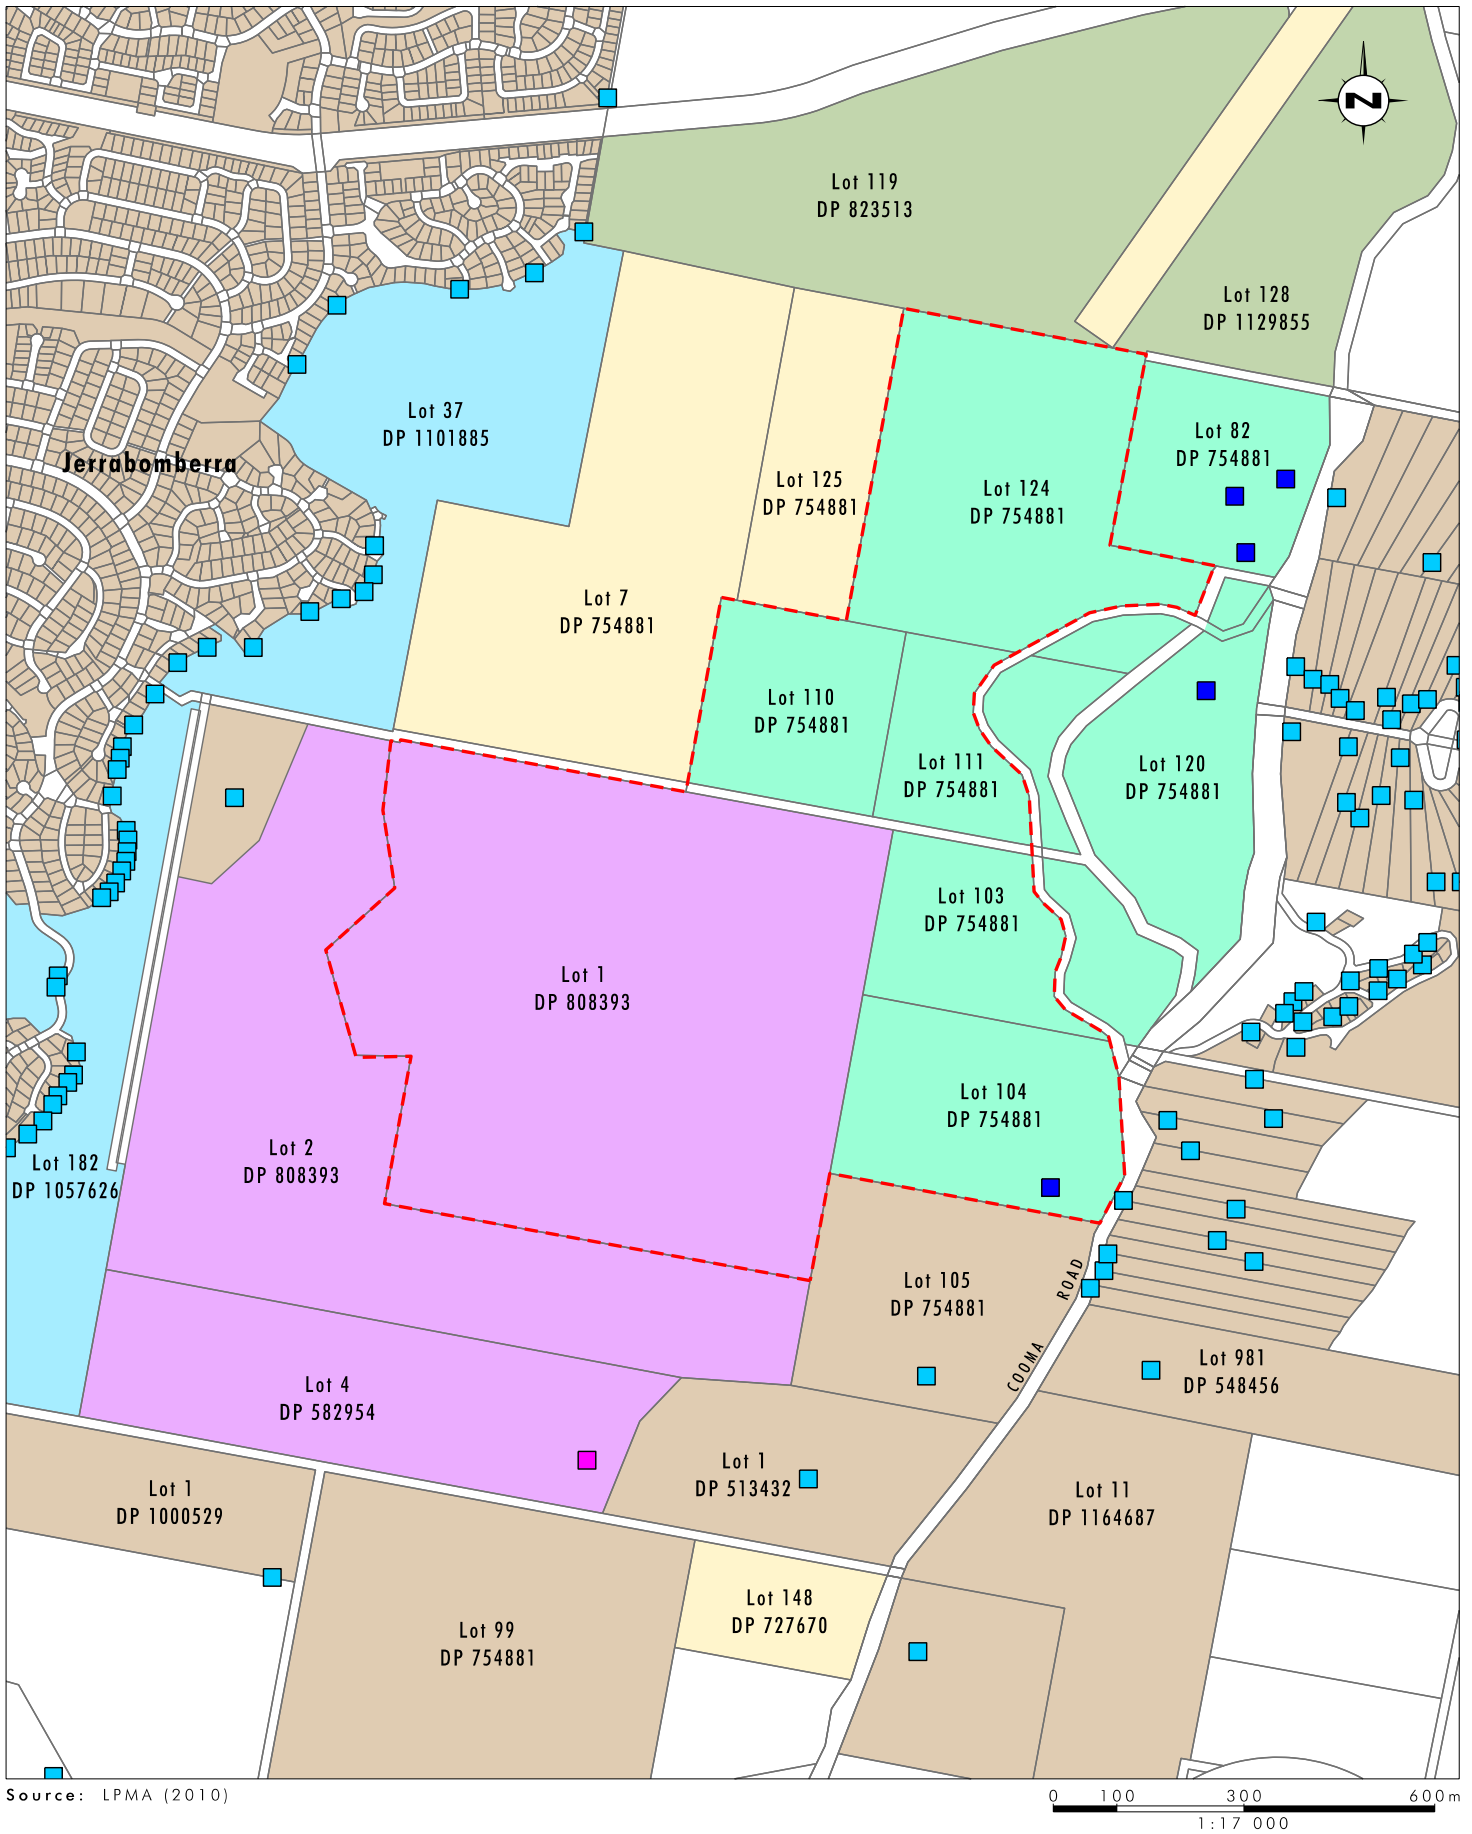 N
Lot 119
DP 823513
Lot 128
DP 1129855
Lot 37
DP 1101885
Lot 82
DP 754881
Jerrabomberra
Lot 125
DP 754881
Lot 124
DP 754881
Lot 7
DP 754881
Lot 110
DP 754881
Lot 111
DP 754881
Lot 120
DP 754881
Lot 103
DP 754881
Lot 1
DP 808393
Lot 104
DP 754881
Lot 2
DP 808393
Lot 182
DP 1057626
Lot 105
DP 754881
COOMA ROAD
Lot 981
DP 548456
Lot 4
DP 582954
Lot 1
DP 513432
Lot 1
DP 1000529
Lot 11
DP 1164687
Lot 148
DP 727670
Lot 99
DP 754881
Source: LPMA (2010)
0 100 300 600m
1:17 000